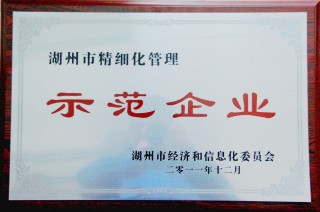 湖州市精细化管理
示范企业
湖州市经济和信息化委员会
二零一一年十二月